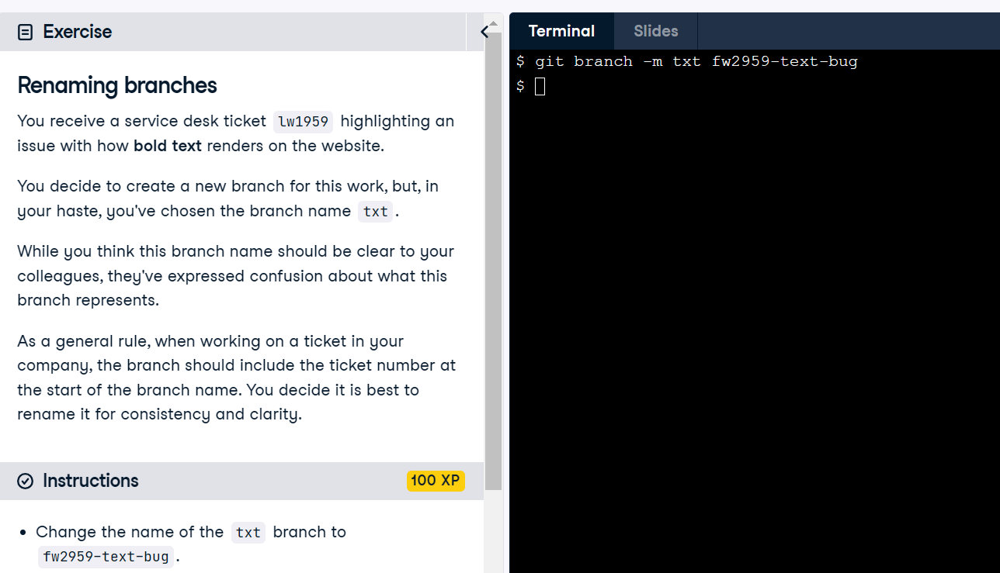 Exercise
Renaming branches
You receive a service desk ticket lw1959 highlighting an
issue with how bold text renders on the website.
You decide to create a new branch for this work, but, in
your haste, you've chosen the branch name txt.
While you think this branch name should be clear to your
colleagues, they've expressed confusion about what this
branch represents.
As a general rule, when working on a ticket in your
company, the branch should include the ticket number at
the start of the branch name. You decide it is best to
rename it for consistency and clarity.
Instructions
100 XP
• Change the name of the txt branch to
fw2959-text-bug.
Terminal Slides
$ git branch -m txt fw2959-text-bug
$